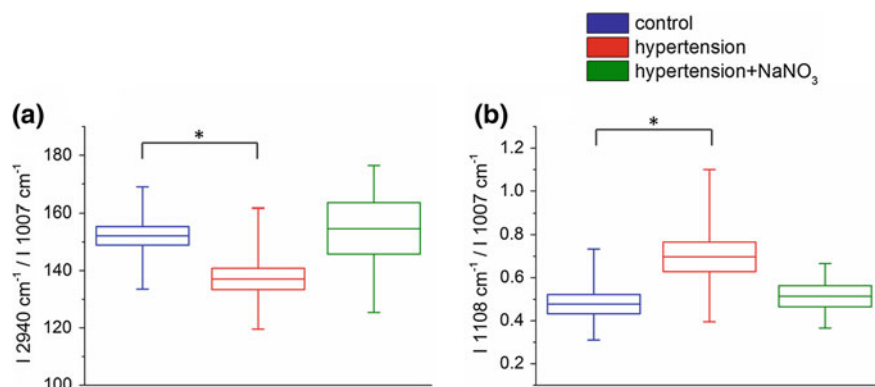 control
hypertension
hypertension+NaNO₃
(a)
*
180
160
140
120
100
I 2940 cm⁻¹ / I 1007 cm⁻¹
(b)
*
1.2
1.0
0.8
0.6
0.4
0.2
I 1108 cm⁻¹ / I 1007 cm⁻¹